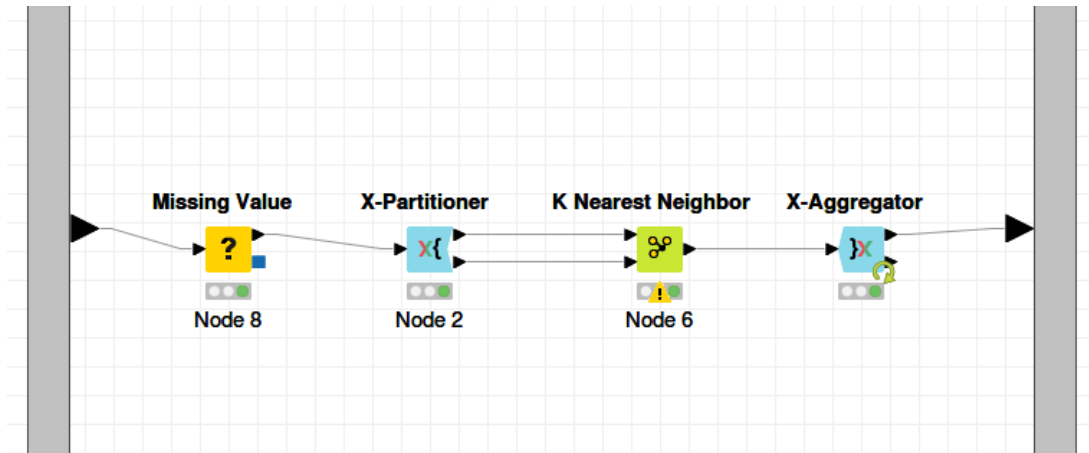 Missing Value
X-Partitioner
K Nearest Neighbor
X-Aggregator
?
X{
}X
!
Node 8
Node 2
Node 6